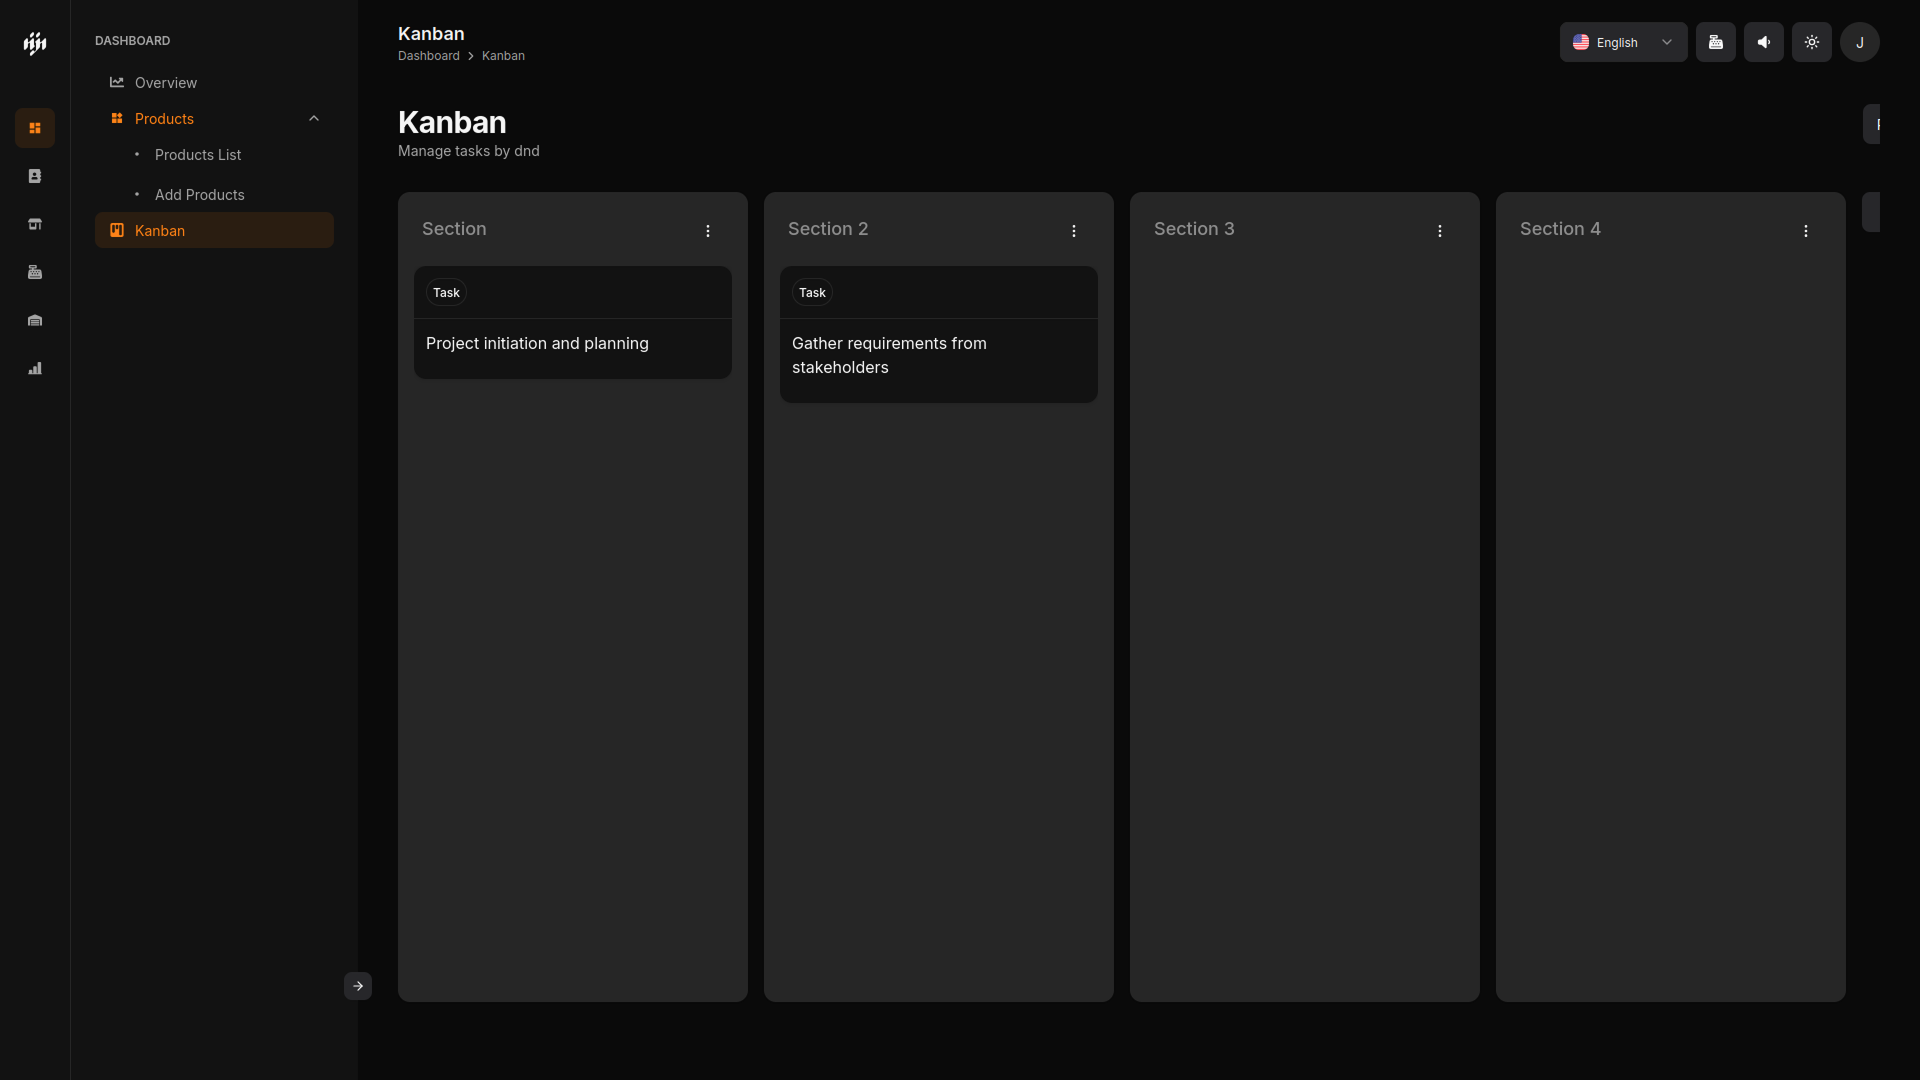 DASHBOARD
Overview
Products
Products List
Add Products
Kanban
Kanban
Dashboard > Kanban
English
J
Kanban
Manage tasks by dnd
Section
Task
Project initiation and planning
Section 2
Task
Gather requirements from
stakeholders
Section 3
Section 4